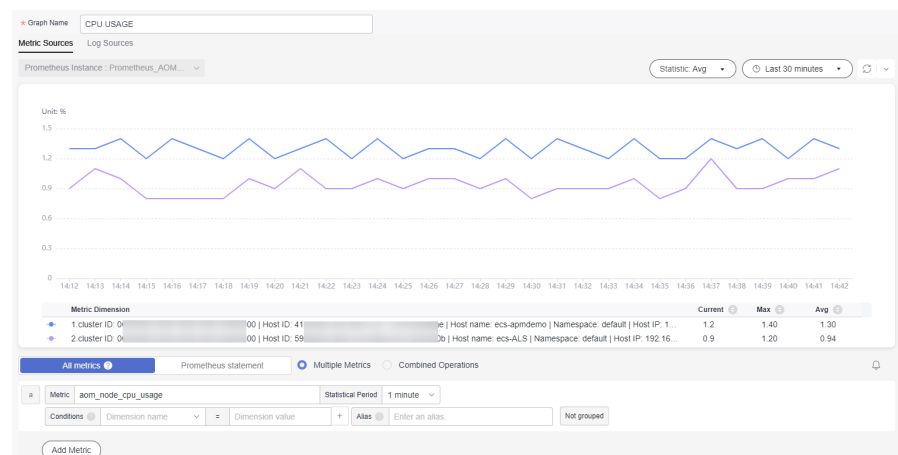 * Graph Name CPU USAGE
Metric Sources Log Sources
Prometheus Instance : Prometheus_AOM... Statistic: Avg Last 30 minutes
Unit: %
1.5
1.2
0.9
0.6
0.3
0
14:12 14:13 14:14 14:15 14:16 14:17 14:18 14:19 14:20 14:21 14:22 14:23 14:24 14:25 14:26 14:27 14:28 14:29 14:30 14:31 14:32 14:33 14:34 14:35 14:36 14:37 14:38 14:39 14:40 14:41 14:42
Metric Dimension Current Max Avg
1.cluster ID: 0 00 | Host ID: 41 e | Host name: ecs-apmdemo | Namespace: default | Host IP: 1... 1.2 1.40 1.30
2.cluster ID: 0 00 | Host ID: 59 0b | Host name: ecs-ALS | Namespace: default | Host IP: 192.16... 0.9 1.20 0.94
All metrics ? Prometheus statement Multiple Metrics Combined Operations
a Metric aom_node_cpu_usage Statistical Period 1 minute
Conditions ? Dimension name = Dimension value + Alias ? Enter an alias. Not grouped
Add Metric